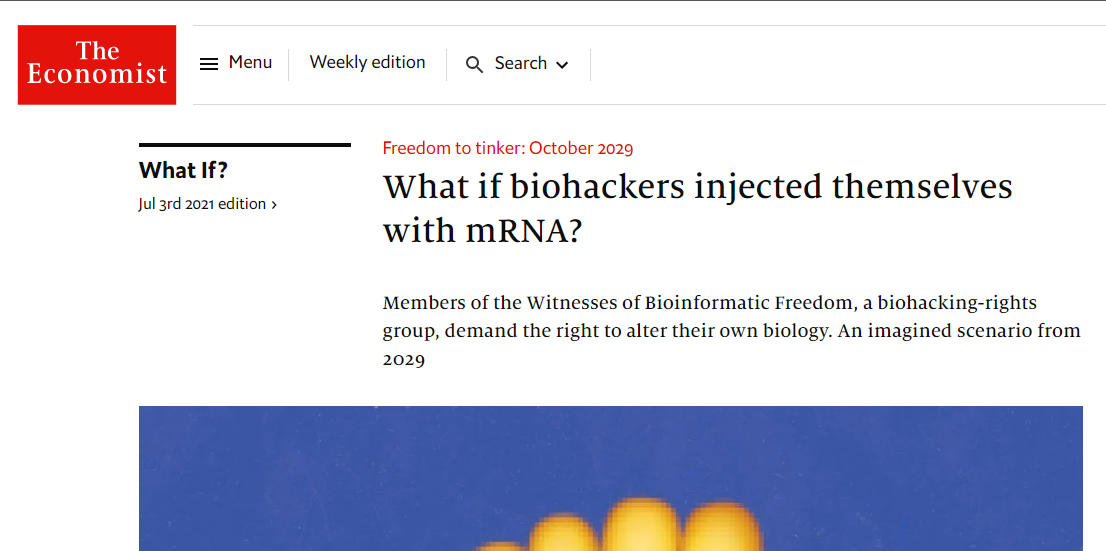 The
Economist
Menu
Weekly edition
Search
What If?
Jul 3rd 2021 edition >
Freedom to tinker: October 2029
What if biohackers injected themselves
with mRNA?
Members of the Witnesses of Bioinformatic Freedom, a biohacking-rights
group, demand the right to alter their own biology. An imagined scenario from
2029